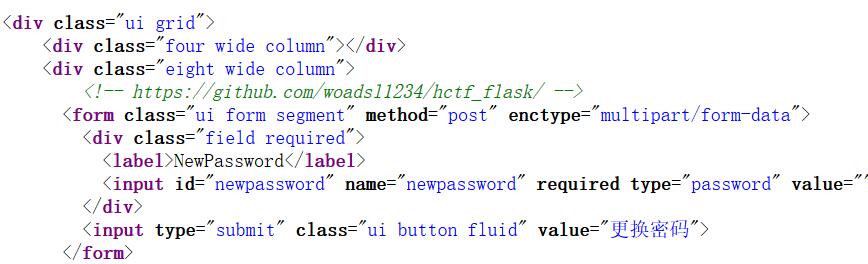 <div class="ui grid">
<div class="four wide column"></div>
<div class="eight wide column">
<!-- https://github.com/woadsl1234/hctf_flask/ -->
<form class="ui form segment" method="post" enctype="multipart/form-data">
<div class="field required">
<label>NewPassword</label>
<input id="newpassword" name="newpassword" required type="password" value=""
</div>
<input type="submit" class="ui button fluid" value="更换密码">
</form>